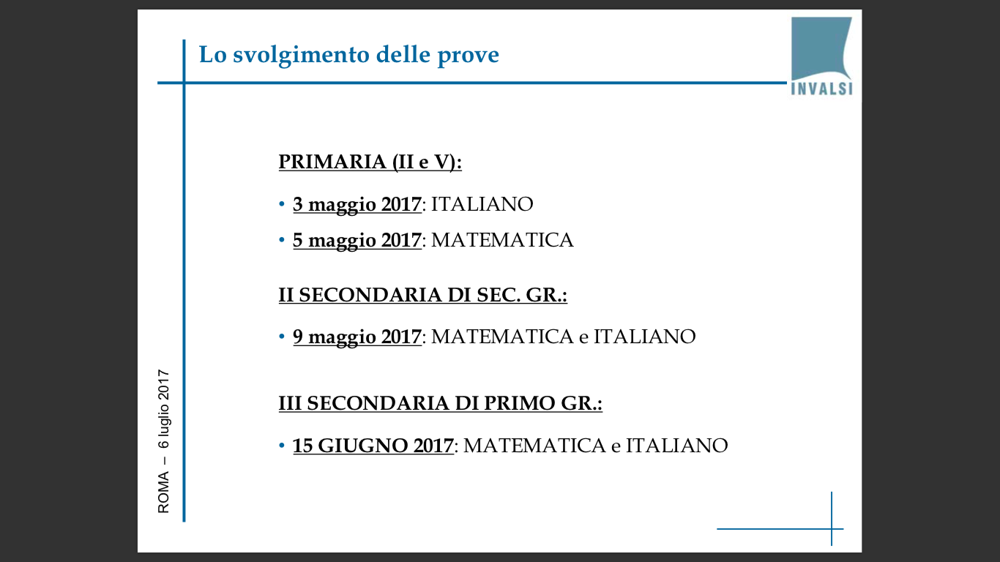 Lo svolgimento delle prove
INVALSI
PRIMARIA (II e V):
• 3 maggio 2017: ITALIANO
• 5 maggio 2017: MATEMATICA
II SECONDARIA DI SEC. GR.:
• 9 maggio 2017: MATEMATICA e ITALIANO
III SECONDARIA DI PRIMO GR.:
• 15 GIUGNO 2017: MATEMATICA e ITALIANO
ROMA – 6 luglio 2017